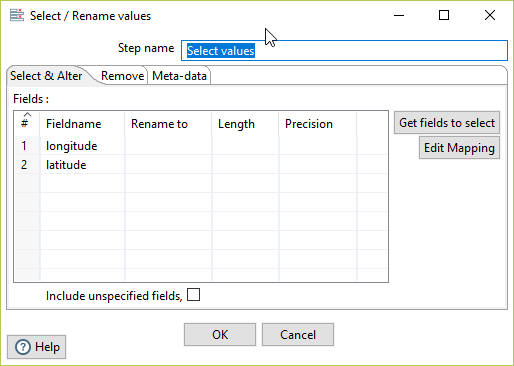 Select / Rename values
Step name Select values
Select & Alter Remove Meta-data
Fields :
# Fieldname Rename to Length Precision
1 longitude
2 latitude
Get fields to select
Edit Mapping
Include unspecified fields,
OK Cancel
Help